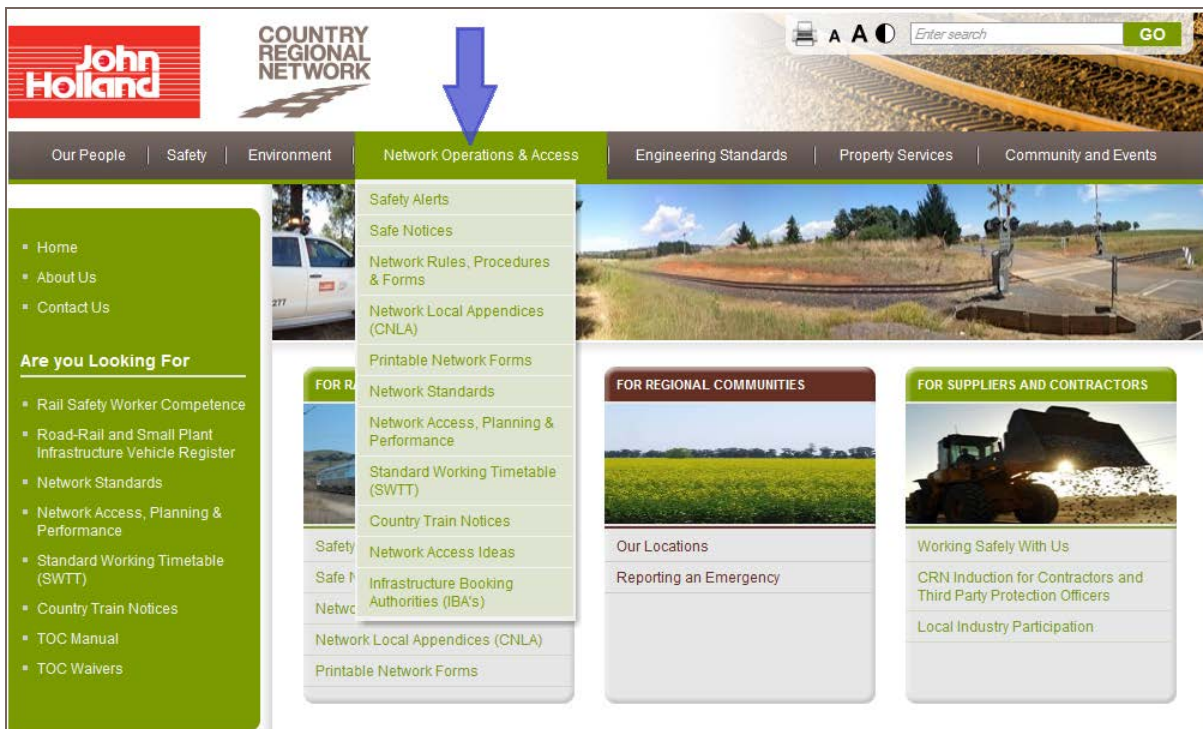 John
Holland
COUNTRY
REGIONAL
NETWORK
A A
Enter search
GO
Our People
Safety
Environment
Network Operations & Access
Engineering Standards
Property Services
Community and Events
Home
About Us
Contact Us
Are you Looking For
Rail Safety Worker Competence
Road-Rail and Small Plant
Infrastructure Vehicle Register
Network Standards
Network Access, Planning &
Performance
Standard Working Timetable
(SWTT)
Country Train Notices
TOC Manual
TOC Waivers
277
Safety Alerts
Safe Notices
Network Rules, Procedures
& Forms
Network Local Appendices
(CNLA)
Printable Network Forms
Network Standards
Network Access, Planning &
Performance
Standard Working Timetable
(SWTT)
Country Train Notices
Network Access Ideas
Infrastructure Booking
Authorities (IBA's)
FOR
Safety
Safe
Network Local Appendices (CNLA)
Printable Network Forms
FOR REGIONAL COMMUNITIES
Our Locations
Reporting an Emergency
FOR SUPPLIERS AND CONTRACTORS
Working Safely With Us
CRN Induction for Contractors and
Third Party Protection Officers
Local Industry Participation